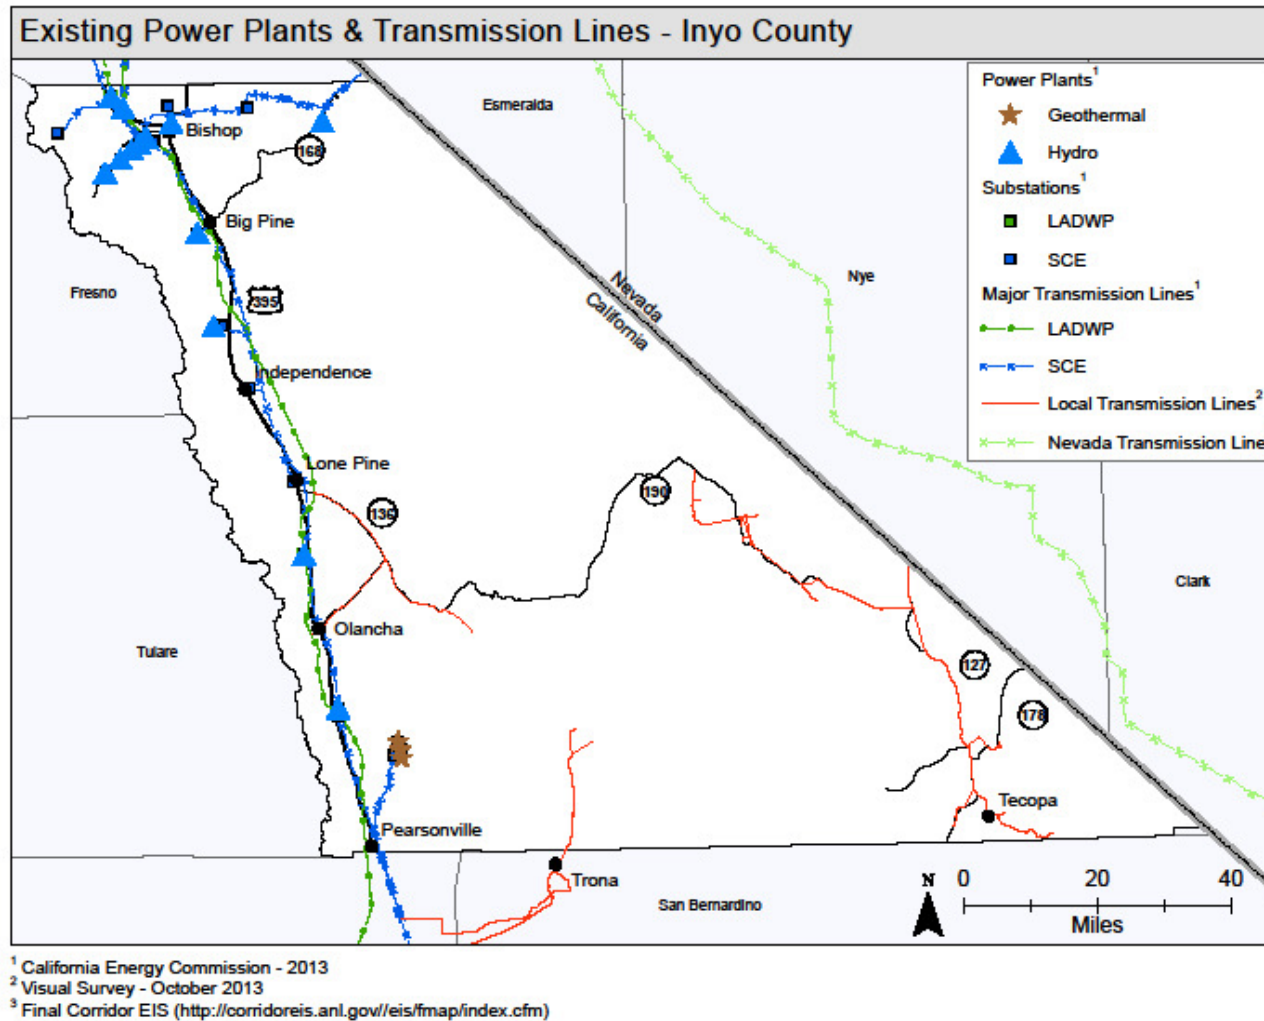 Existing Power Plants & Transmission Lines - Inyo County
Power Plants1
Geothermal
Hydro
Substations1
LADWP
SCE
Major Transmission Lines1
LADWP
SCE
Local Transmission Lines2
Nevada Transmission Line
Esmeralda
Bishop
168
Big Pine
Nye
Fresno
395
Nevada
California
Independence
Lone Pine
190
136
Clark
Olancha
Tulare
127
178
Tecopa
Pearsonville
Trona
San Bernardino
N
0 20 40
Miles
1 California Energy Commission - 2013
2 Visual Survey - October 2013
3 Final Corridor EIS (http://corridoreis.anl.gov//eis/fmap/index.cfm)